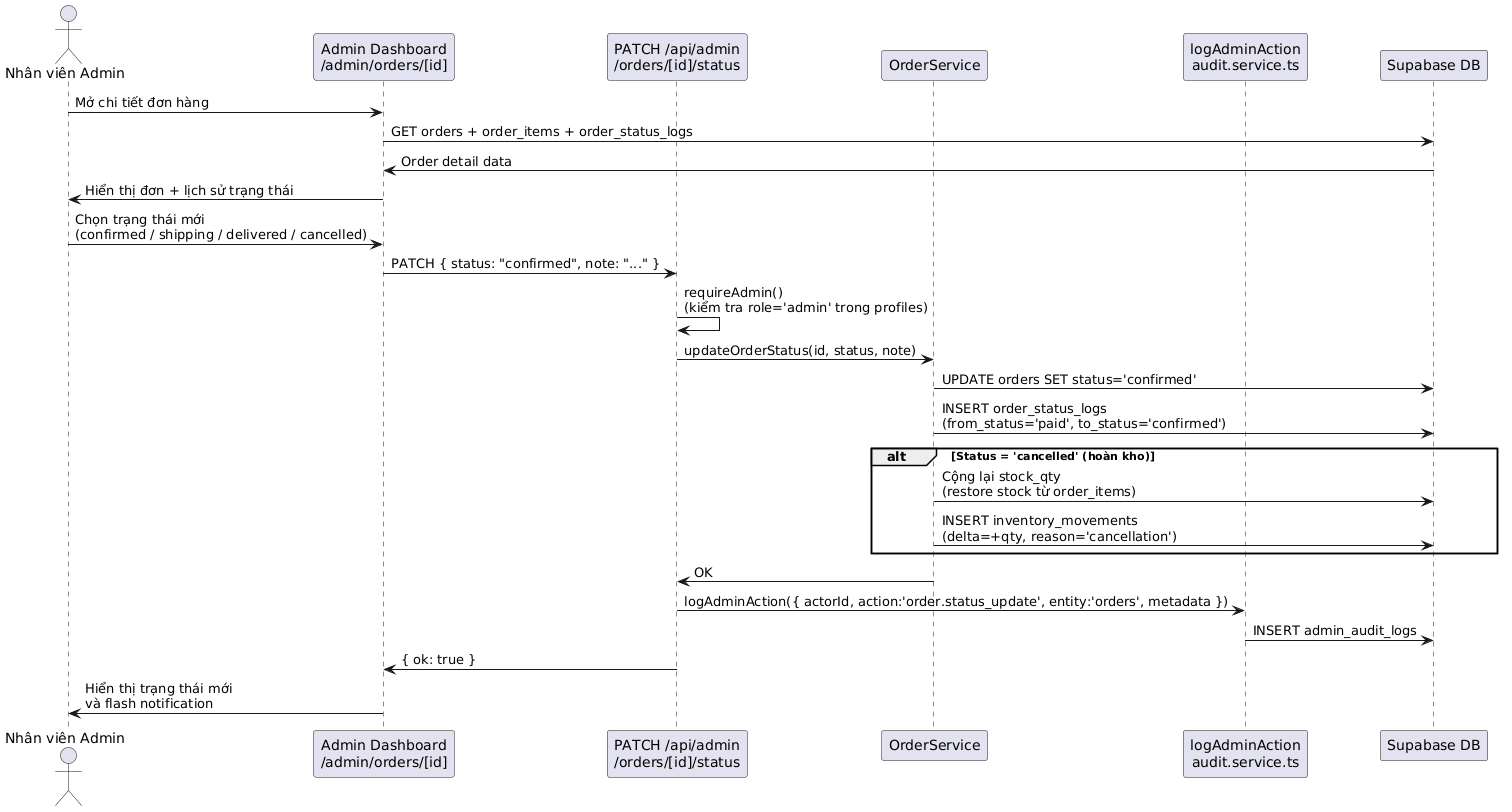 Nhân viên Admin
Admin Dashboard
/admin/orders/[id]
PATCH /api/admin
/orders/[id]/status
OrderService
logAdminAction
audit.service.ts
Supabase DB
Mở chi tiết đơn hàng
GET orders + order_items + order_status_logs
Order detail data
Hiển thị đơn + lịch sử trạng thái
Chọn trạng thái mới
(confirmed / shipping / delivered / cancelled)
PATCH { status: "confirmed", note: "..." }
requireAdmin()
(kiểm tra role='admin' trong profiles)
updateOrderStatus(id, status, note)
UPDATE orders SET status='confirmed'
INSERT order_status_logs
(from_status='paid', to_status='confirmed')
alt [Status = 'cancelled' (hoàn kho)]
Cộng lại stock_qty
(restore stock từ order_items)
INSERT inventory_movements
(delta=+qty, reason='cancellation')
OK
logAdminAction({ actorId, action:'order.status_update', entity:'orders', metadata })
INSERT admin_audit_logs
{ ok: true }
Hiển thị trạng thái mới
và flash notification
Nhân viên Admin
Admin Dashboard
/admin/orders/[id]
PATCH /api/admin
/orders/[id]/status
OrderService
logAdminAction
audit.service.ts
Supabase DB